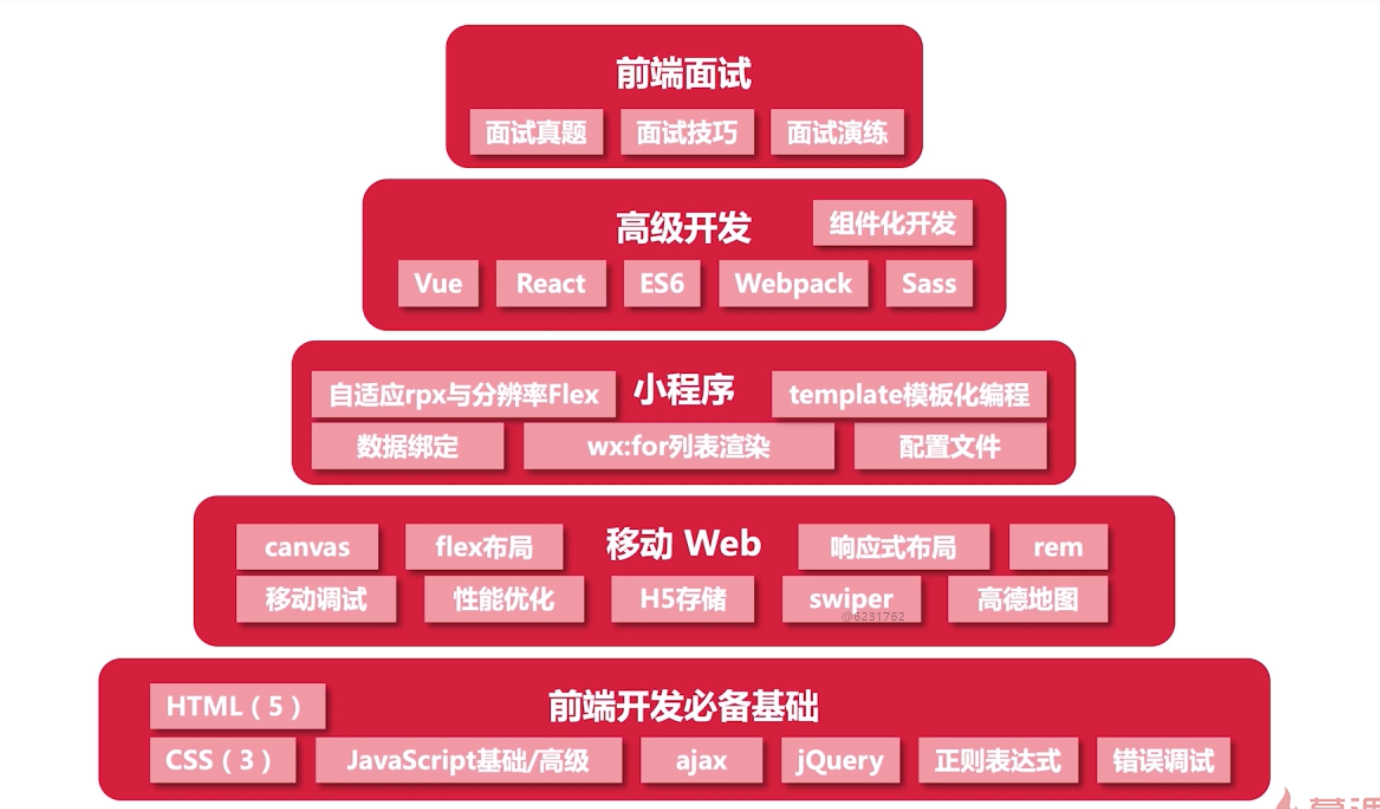 前端面试
面试真题 面试技巧 面试演练
高级开发 组件化开发
Vue React ES6 Webpack Sass
自适应rpx与分辨率Flex 小程序 template模板化编程
数据绑定 wx:for列表渲染 配置文件
canvas flex布局 移动 Web 响应式布局 rem
移动调试 性能优化 H5存储 swiper 高德地图
@6231762
HTML（5） 前端开发必备基础
CSS（3） JavaScript基础/高级 ajax jQuery 正则表达式 错误调试